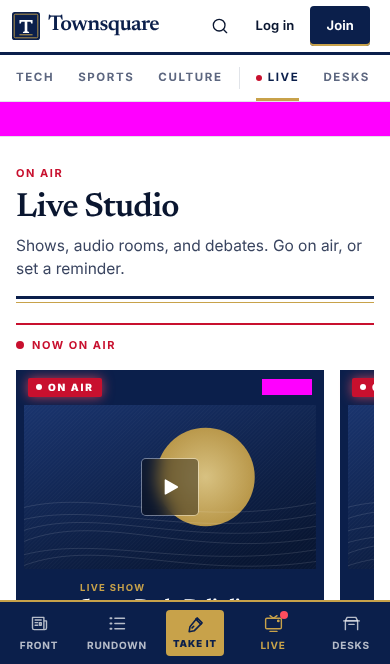 T Townsquare
Log in
Join
TECH SPORTS CULTURE LIVE DESKS
ON AIR
Live Studio
Shows, audio rooms, and debates. Go on air, or
set a reminder.
NOW ON AIR
ON AIR
LIVE SHOW
FRONT RUNDOWN TAKE IT LIVE DESKS